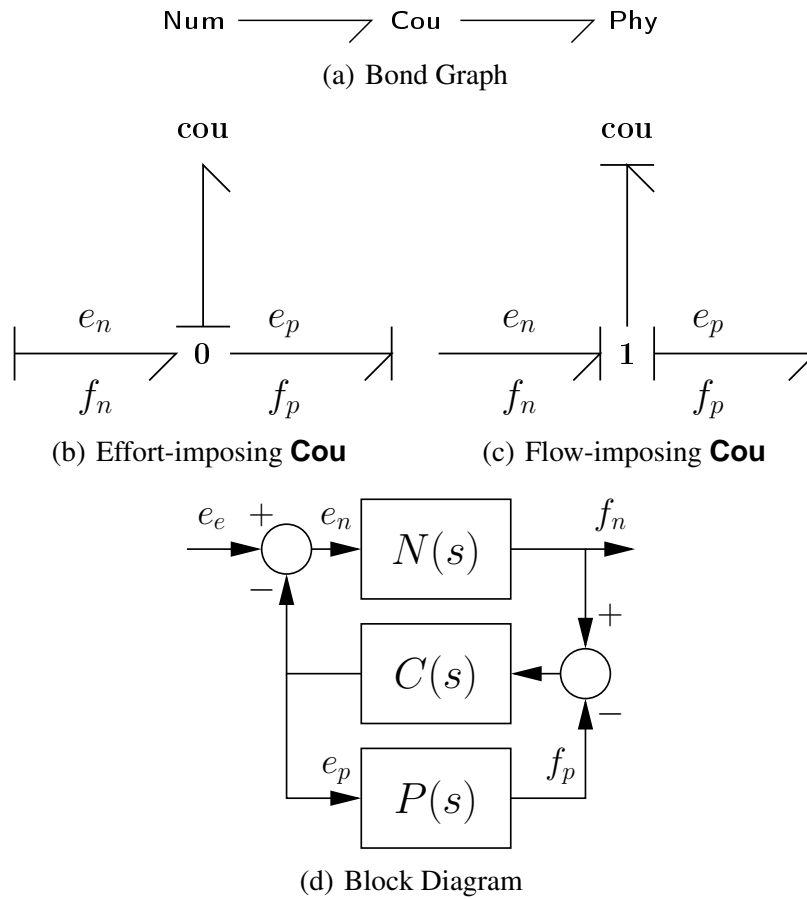 Num Cou Phy
(a) Bond Graph
cou cou
e_n e_p e_n e_p
0 1
f_n f_p f_n f_p
(b) Effort-imposing Cou (c) Flow-imposing Cou
e_e + e_n N(s) f_n
−
+
C(s)
−
e_p P(s) f_p
(d) Block Diagram